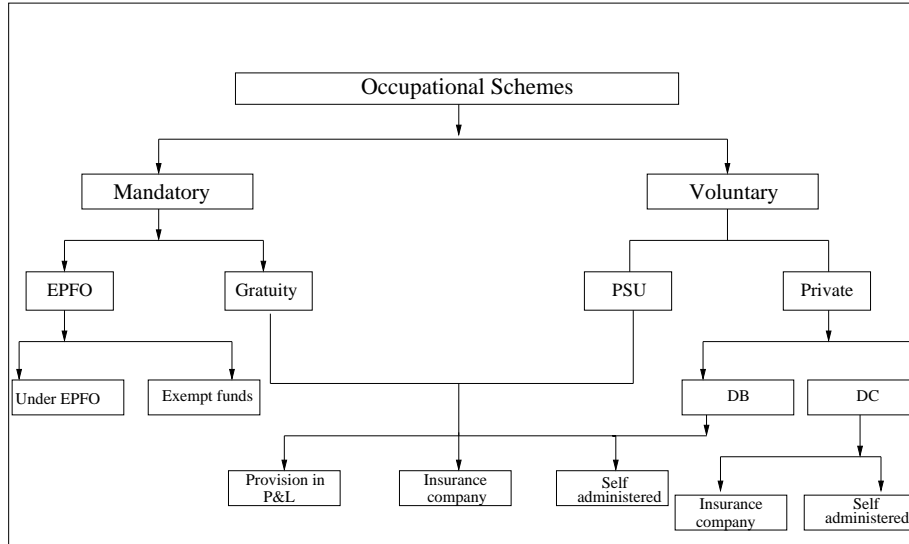 Occupational Schemes
Mandatory
Voluntary
EPFO
Gratuity
PSU
Private
Under EPFO
Exempt funds
DB
DC
Provision in
P&L
Insurance
company
Self
administered
Insurance
company
Self
administered